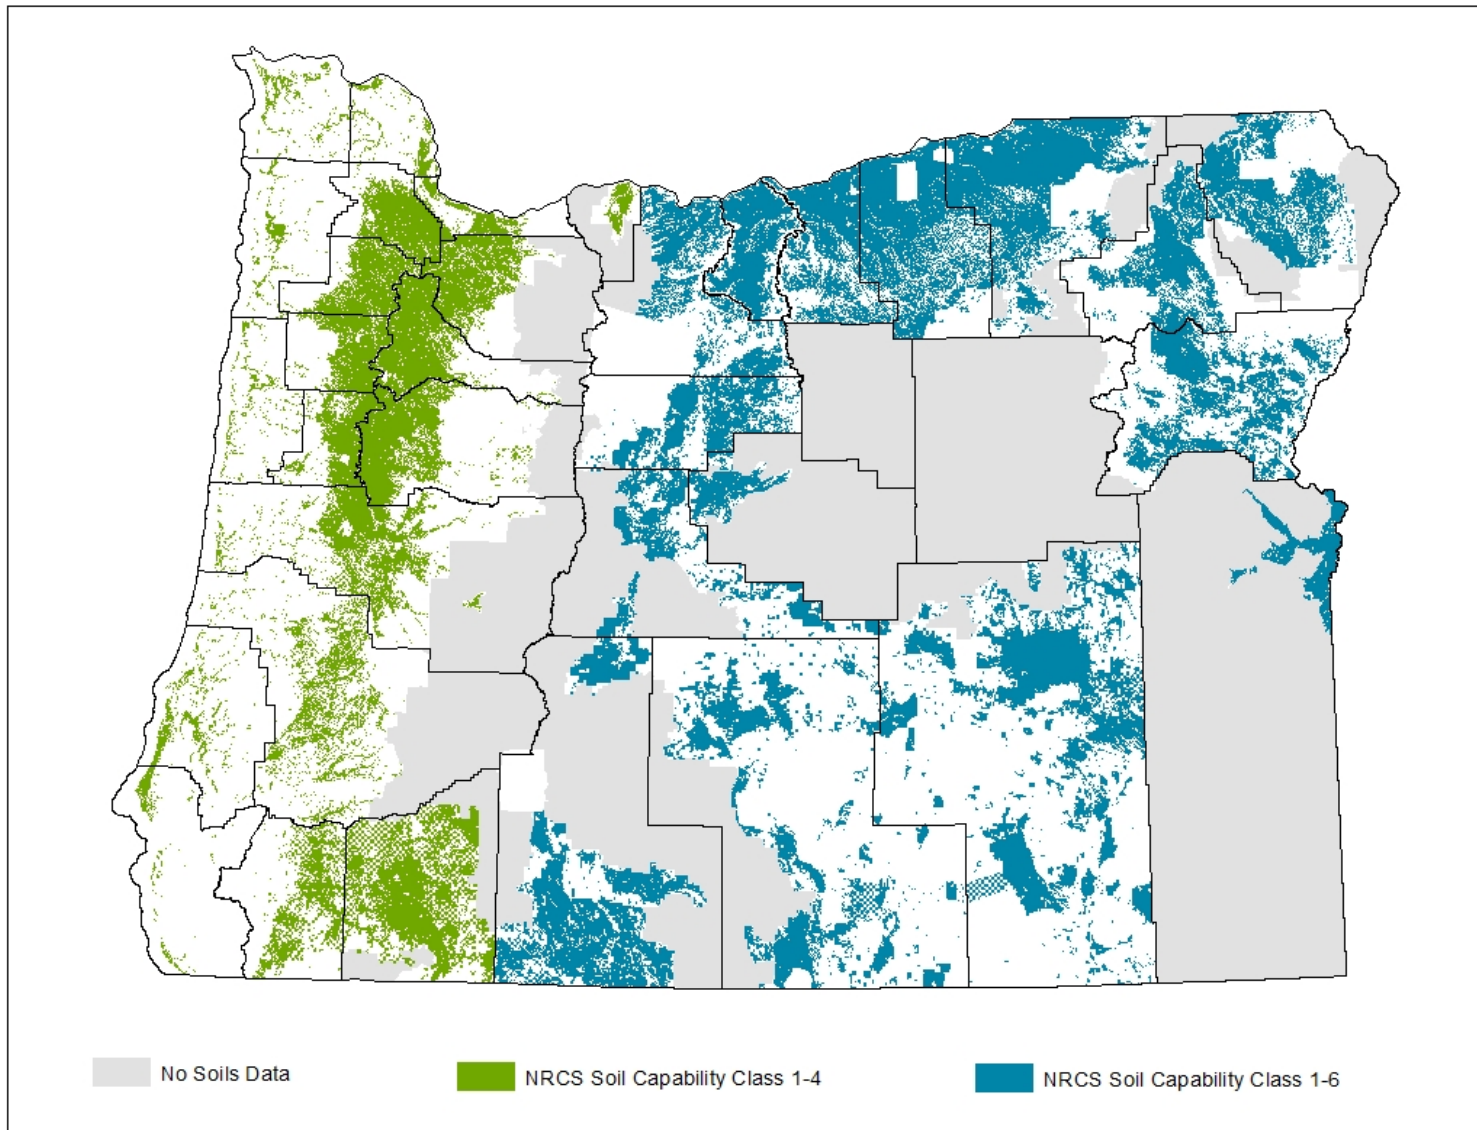 No Soils Data
NRCS Soil Capability Class 1-4
NRCS Soil Capability Class 1-6